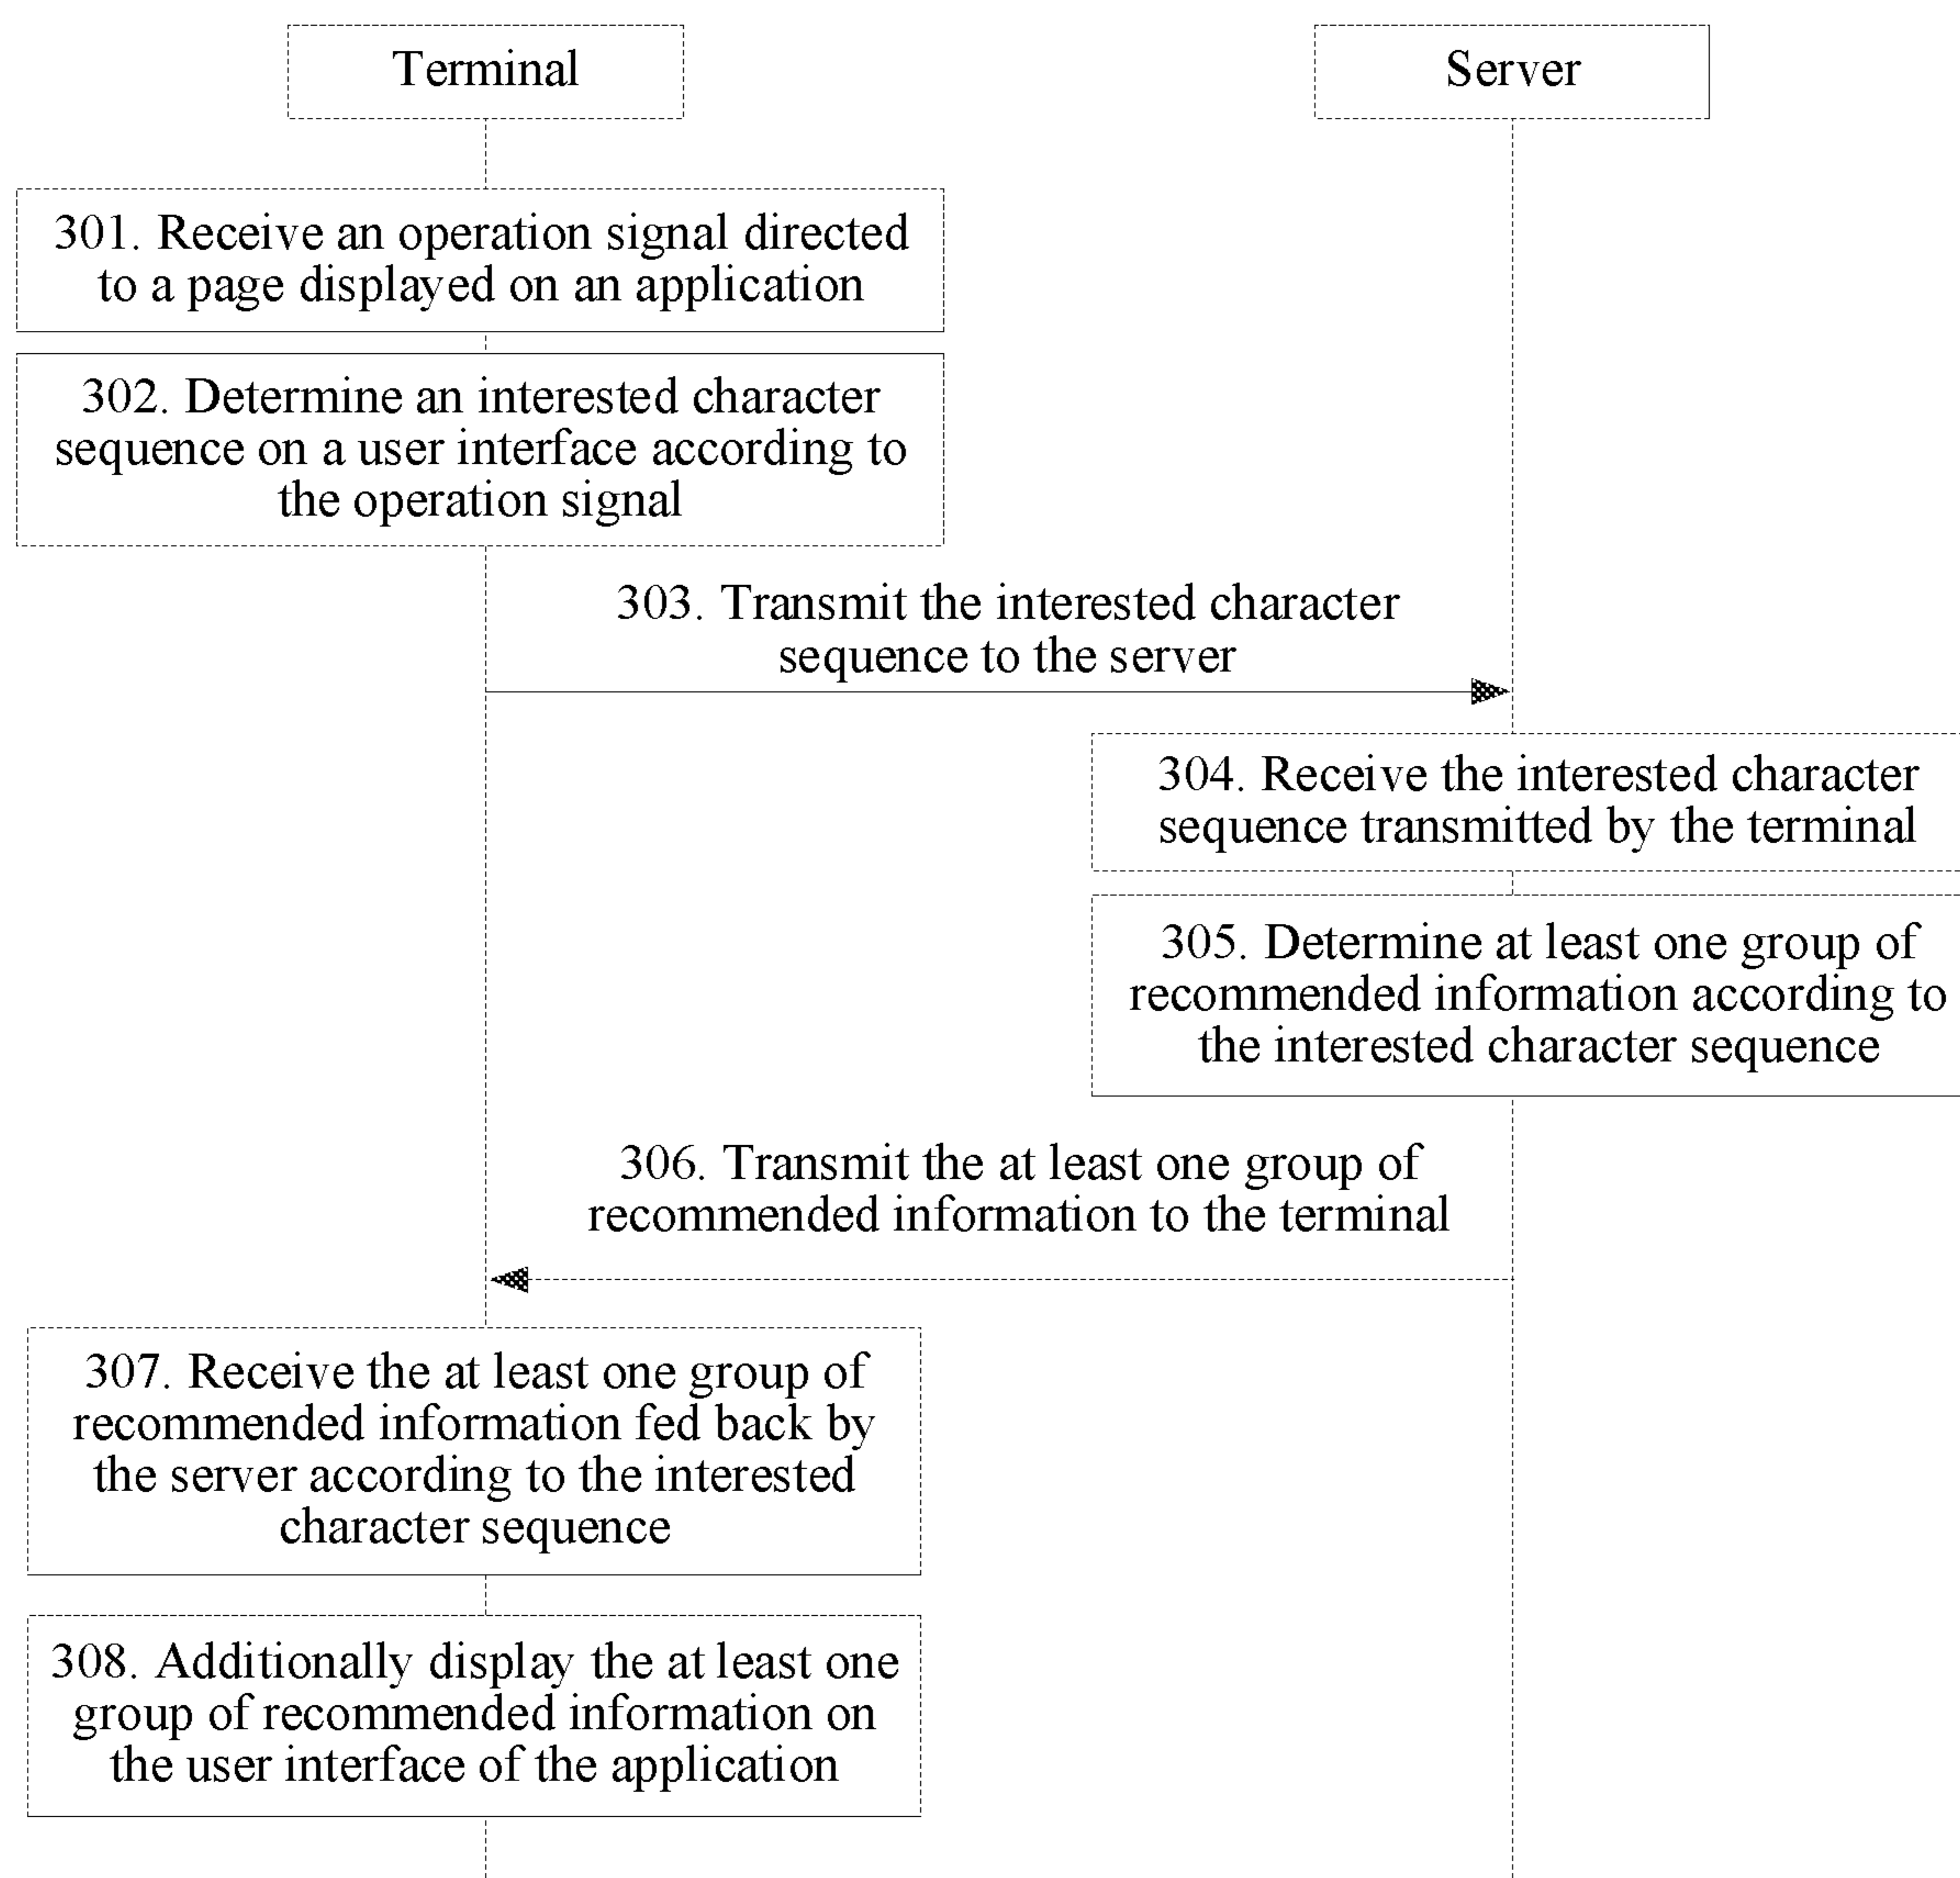 Terminal
Server
301. Receive an operation signal directed
to a page displayed on an application
302. Determine an interested character
sequence on a user interface according to
the operation signal
303. Transmit the interested character
sequence to the server
304. Receive the interested character
sequence transmitted by the terminal
305. Determine at least one group of
recommended information according to
the interested character sequence
306. Transmit the at least one group of
recommended information to the terminal
307. Receive the at least one group of
recommended information fed back by
the server according to the interested
character sequence
308. Additionally display the at least one
group of recommended information on
the user interface of the application